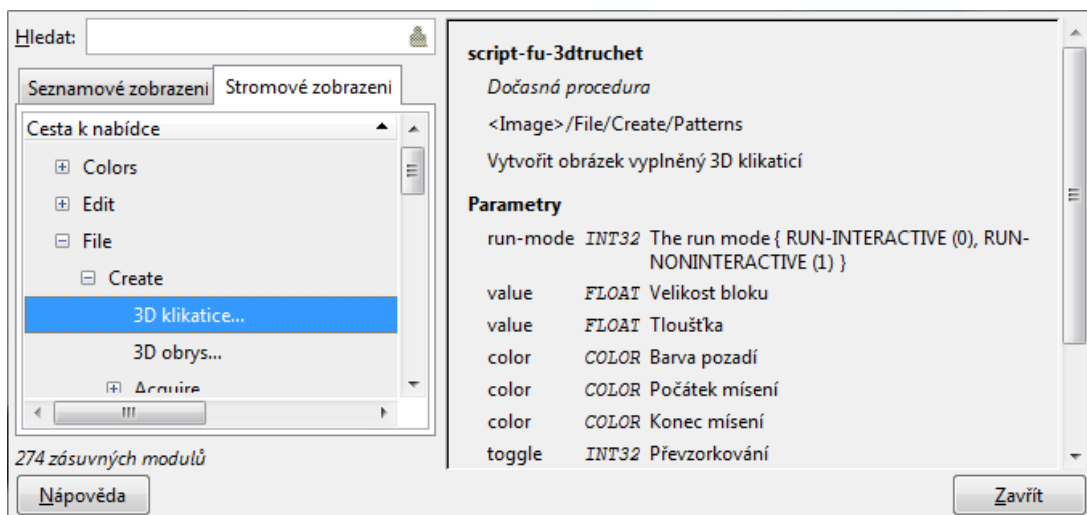 Hledat:
Seznamové zobrazení
Stromové zobrazení
Cesta k nabídce
Colors
Edit
File
Create
3D klikatice...
3D obrys...
Acquire
274 zásuvných modulů
Nápověda
script-fu-3dtruchet
Dočasná procedura
<Image>/File/Create/Patterns
Vytvořit obrázek vyplněný 3D klikaticí
Parametry
run-mode INT32 The run mode { RUN-INTERACTIVE (0), RUN-
NONINTERACTIVE (1) }
value FLOAT Velikost bloku
value FLOAT Tloušťka
color COLOR Barva pozadí
color COLOR Počátek mísení
color COLOR Konec mísení
toggle INT32 Převzorkování
Zavřít